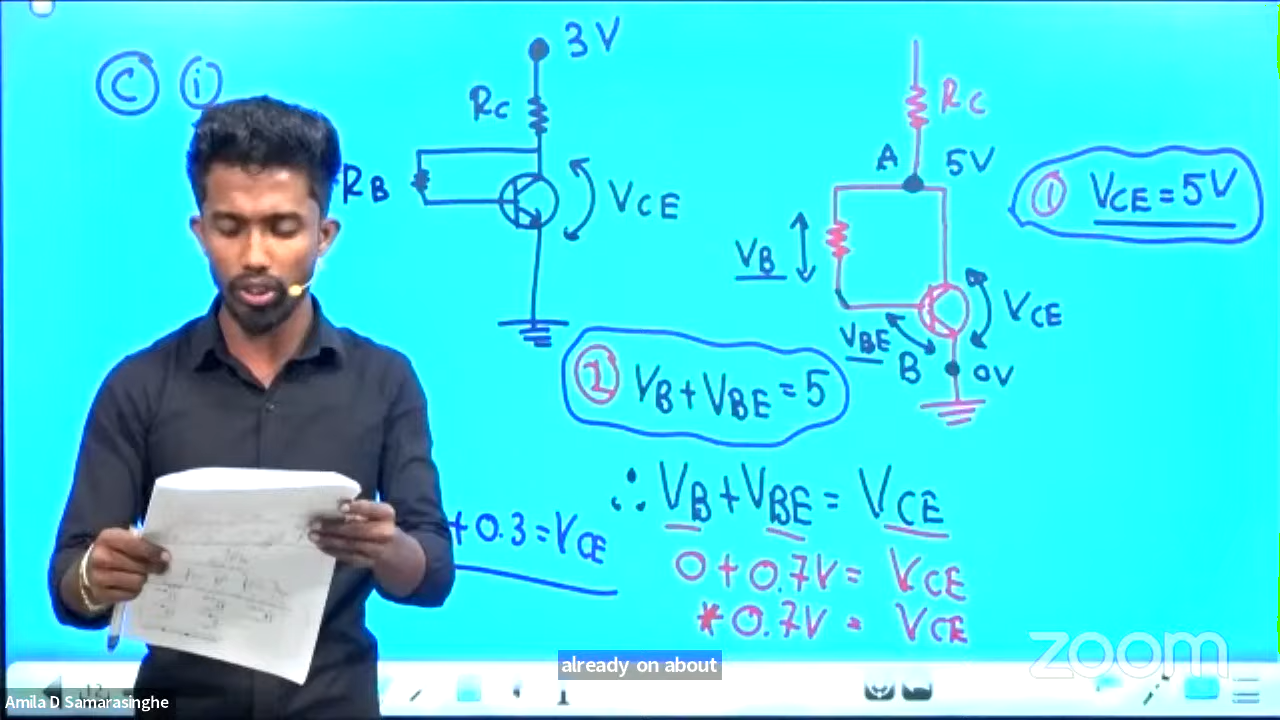 C i
3V
RC
RB
VCE
RC
A 5V
1 VCE = 5V
VB
VCE
VBE
B 0V
2 VB + VBE = 5
∴ VB + VBE = VCE
+ 0.3 = VCE
0 + 0.7V = VCE
* 0.7V = VCE
zoom
already on about
Amila D Samarasinghe